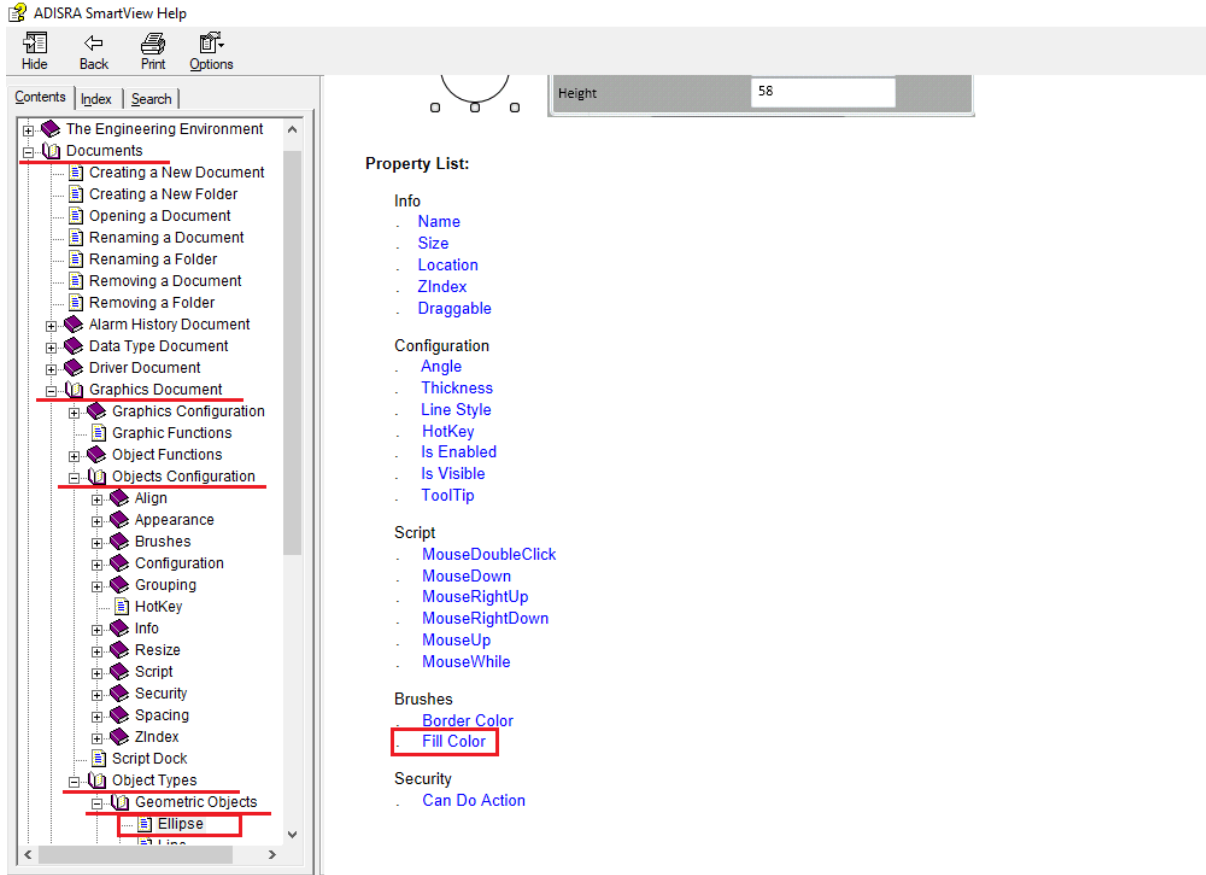 ADISRA SmartView Help
Hide Back Print Options
Contents Index Search
The Engineering Environment
Documents
Creating a New Document
Creating a New Folder
Opening a Document
Renaming a Document
Renaming a Folder
Removing a Document
Removing a Folder
Alarm History Document
Data Type Document
Driver Document
Graphics Document
Graphics Configuration
Graphic Functions
Object Functions
Objects Configuration
Align
Appearance
Brushes
Configuration
Grouping
HotKey
Info
Resize
Script
Security
Spacing
ZIndex
Script Dock
Object Types
Geometric Objects
Ellipse
Line
Height 58
Property List:
Info
. Name
. Size
. Location
. ZIndex
. Draggable
Configuration
. Angle
. Thickness
. Line Style
. HotKey
. Is Enabled
. Is Visible
. ToolTip
Script
. MouseDoubleClick
. MouseDown
. MouseRightUp
. MouseRightDown
. MouseUp
. MouseWhile
Brushes
. Border Color
. Fill Color
Security
. Can Do Action